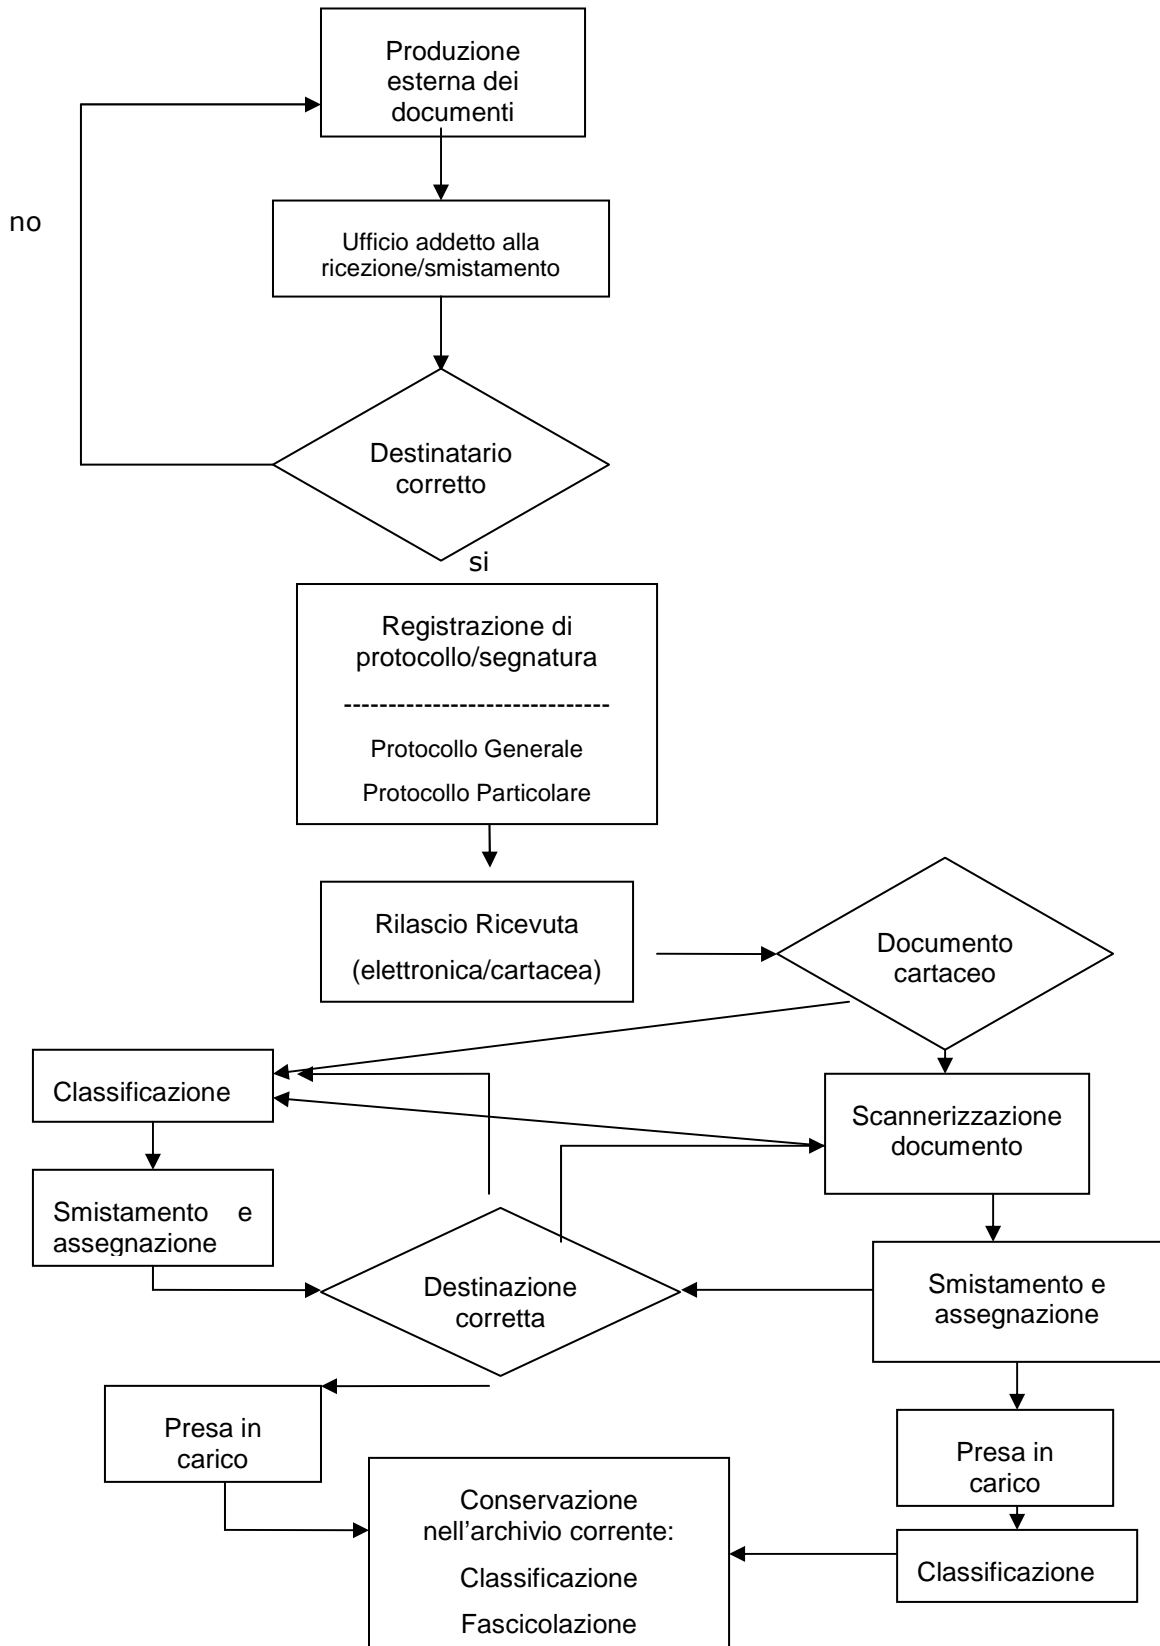 Produzione
esterna dei
documenti
no
Ufficio addetto alla
ricezione/smistamento
Destinatario
corretto
si
Registrazione di
protocollo/segnatura
------------------------------
Protocollo Generale
Protocollo Particolare
Rilascio Ricevuta
(elettronica/cartacea)
Documento
cartaceo
Classificazione
Scannerizzazione
documento
Smistamento e
assegnazione
Destinazione
corretta
Smistamento e
assegnazione
Presa in
carico
Presa in
carico
Conservazione
nell’archivio corrente:
Classificazione
Fascicolazione
Classificazione